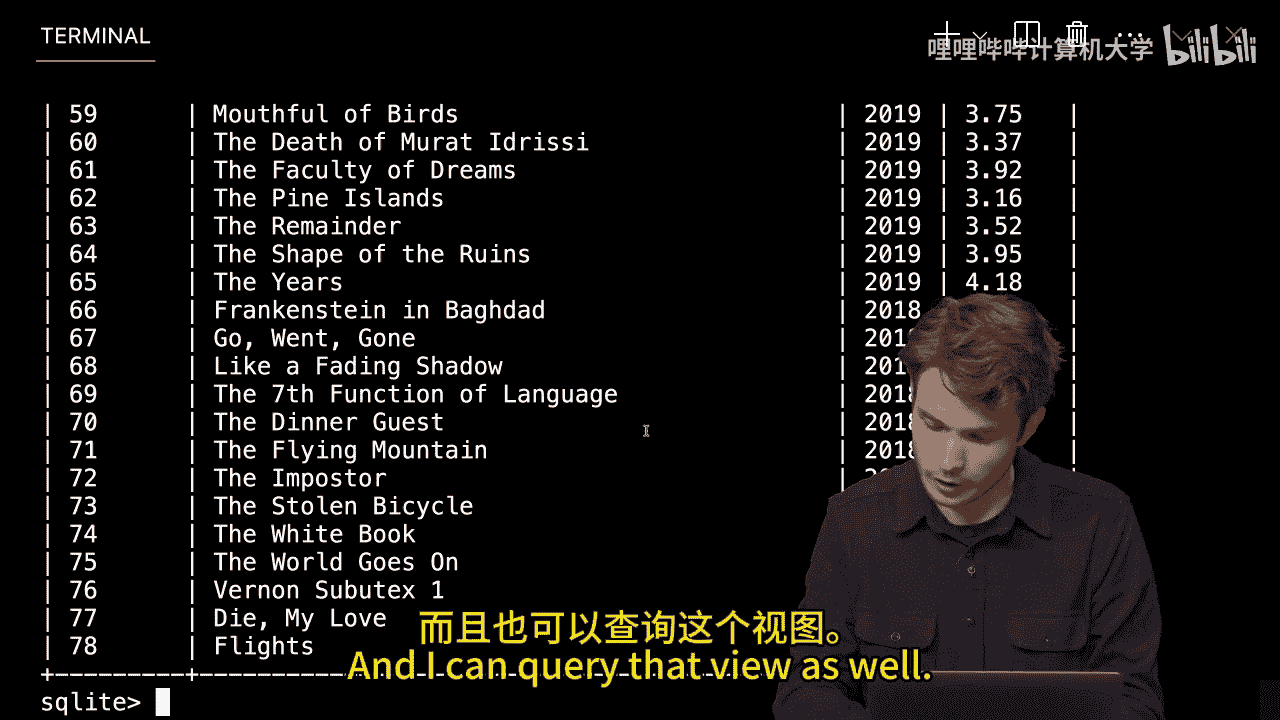 TERMINAL
哩哩哔哔计算机大学 bilibili
| 59 | Mouthful of Birds | 2019 | 3.75 |
| 60 | The Death of Murat Idrissi | 2019 | 3.37 |
| 61 | The Faculty of Dreams | 2019 | 3.92 |
| 62 | The Pine Islands | 2019 | 3.16 |
| 63 | The Remainder | 2019 | 3.52 |
| 64 | The Shape of the Ruins | 2019 | 3.95 |
| 65 | The Years | 2019 | 4.18 |
| 66 | Frankenstein in Baghdad | 2018
| 67 | Go, Went, Gone |
| 68 | Like a Fading Shadow |
| 69 | The 7th Function of Language | 2018
| 70 | The Dinner Guest | 2018
| 71 | The Flying Mountain | 2018
| 72 | The Impostor |
| 73 | The Stolen Bicycle
| 74 | The White Book
| 75 | The World Goes On
| 76 | Vernon Subutex 1
| 77 | Die, My Love
| 78 | Flights
而且也可以查询这个视图。
And I can query that view as well.
sqlite>